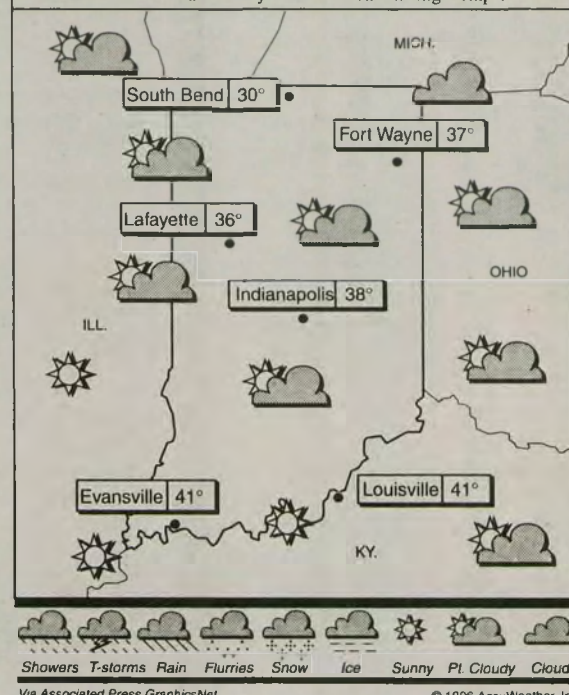 MICH.
South Bend 30°
Fort Wayne 37°
Lafayette 36°
OHIO
Indianapolis 38°
ILL.
Evansville 41°
Louisville 41°
KY.
Showers T-storms Rain Flurries Snow Ice Sunny Pt. Cloudy Cloud
Via Associated Press GraphicsNet